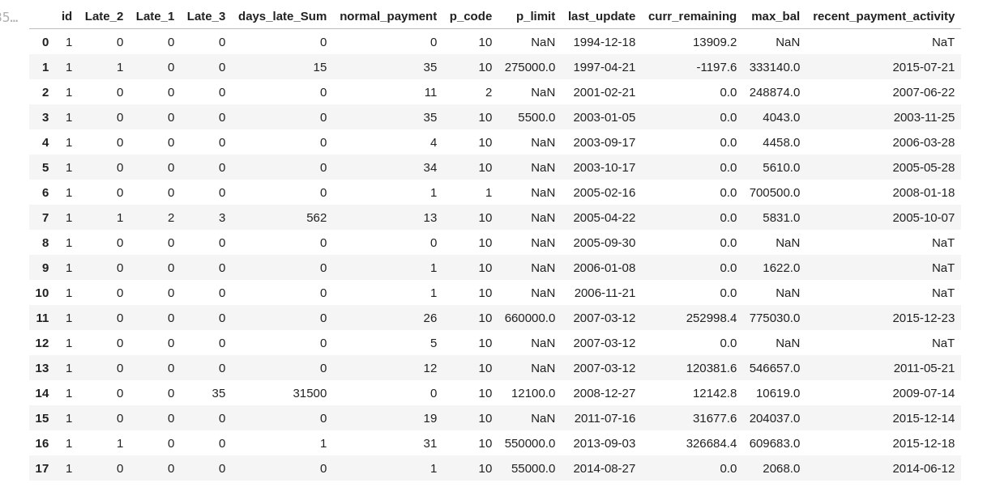 35... id Late_2 Late_1 Late_3 days_late_Sum normal_payment p_code p_limit last_update curr_remaining max_bal recent_payment_activity
0 1 0 0 0 0 0 10 NaN 1994-12-18 13909.2 NaN NaT
1 1 1 0 0 15 35 10 275000.0 1997-04-21 -1197.6 333140.0 2015-07-21
2 1 0 0 0 0 11 2 NaN 2001-02-21 0.0 248874.0 2007-06-22
3 1 0 0 0 0 35 10 5500.0 2003-01-05 0.0 4043.0 2003-11-25
4 1 0 0 0 0 4 10 NaN 2003-09-17 0.0 4458.0 2006-03-28
5 1 0 0 0 0 34 10 NaN 2003-10-17 0.0 5610.0 2005-05-28
6 1 0 0 0 0 1 1 NaN 2005-02-16 0.0 700500.0 2008-01-18
7 1 1 2 3 562 13 10 NaN 2005-04-22 0.0 5831.0 2005-10-07
8 1 0 0 0 0 0 10 NaN 2005-09-30 0.0 NaN NaT
9 1 0 0 0 0 1 10 NaN 2006-01-08 0.0 1622.0 NaT
10 1 0 0 0 0 1 10 NaN 2006-11-21 0.0 NaN NaT
11 1 0 0 0 0 26 10 660000.0 2007-03-12 252998.4 775030.0 2015-12-23
12 1 0 0 0 0 5 10 NaN 2007-03-12 0.0 NaN NaT
13 1 0 0 0 0 12 10 NaN 2007-03-12 120381.6 546657.0 2011-05-21
14 1 0 0 35 31500 0 10 12100.0 2008-12-27 12142.8 10619.0 2009-07-14
15 1 0 0 0 0 19 10 NaN 2011-07-16 31677.6 204037.0 2015-12-14
16 1 1 0 0 1 31 10 550000.0 2013-09-03 326684.4 609683.0 2015-12-18
17 1 0 0 0 0 1 10 55000.0 2014-08-27 0.0 2068.0 2014-06-12